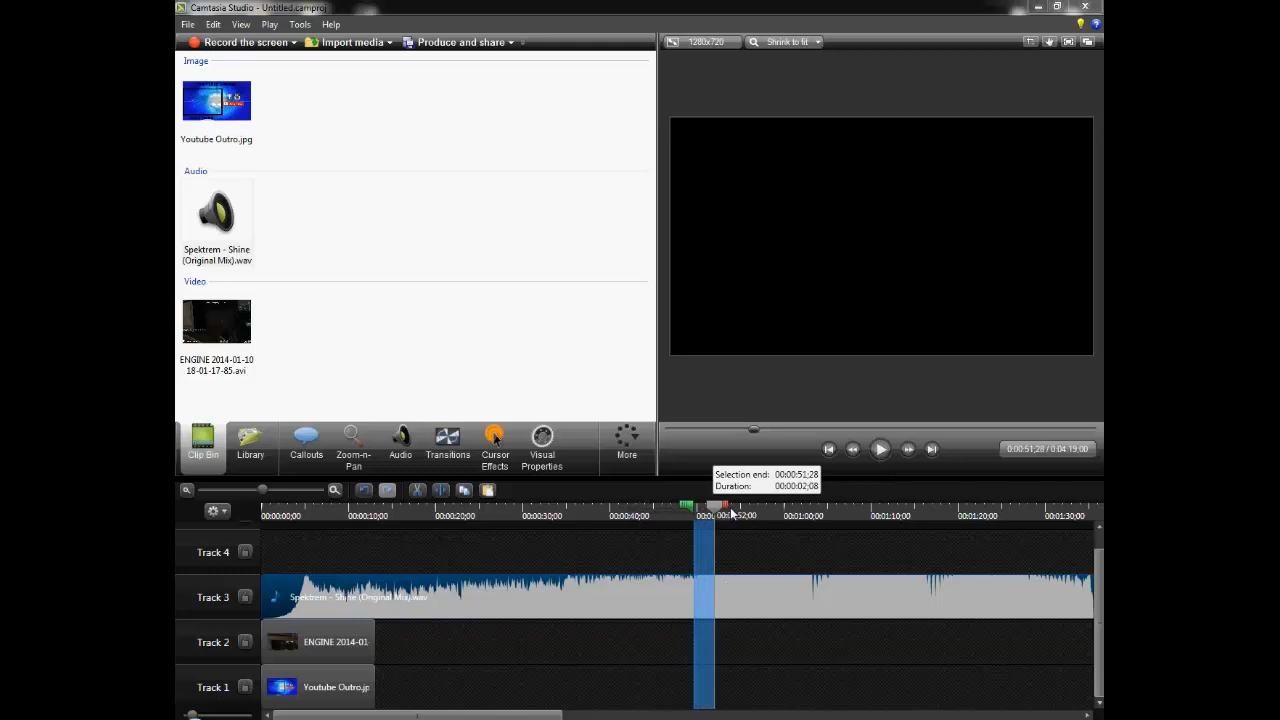 Camtasia Studio - Untitled.camproj
File Edit View Play Tools Help
Record the screen Import media Produce and share
1280x720 Shrink to fit
Image
Youtube Outro.jpg
Audio
Spektrem - Shine
(Original Mix).wav
Video
ENGINE 2014-01-10
18-01-17-85.avi
Clip Bin Library Callouts Zoom-n-
Pan Audio Transitions Cursor
Effects Visual
Properties More
0:00:51;28 / 0:04:19;00
Selection end: 00:00:51;28
Duration: 00:00:02;08
00:00:00;00 00:00:10;00 00:00:20;00 00:00:30;00 00:00:40;00 00:01:00;00 00:01:10;00 00:01:20;00 00:01:30;00
Track 4
Track 3 Spektrem - Shine (Original Mix).wav
Track 2 ENGINE 2014-01-
Track 1 Youtube Outro.jp